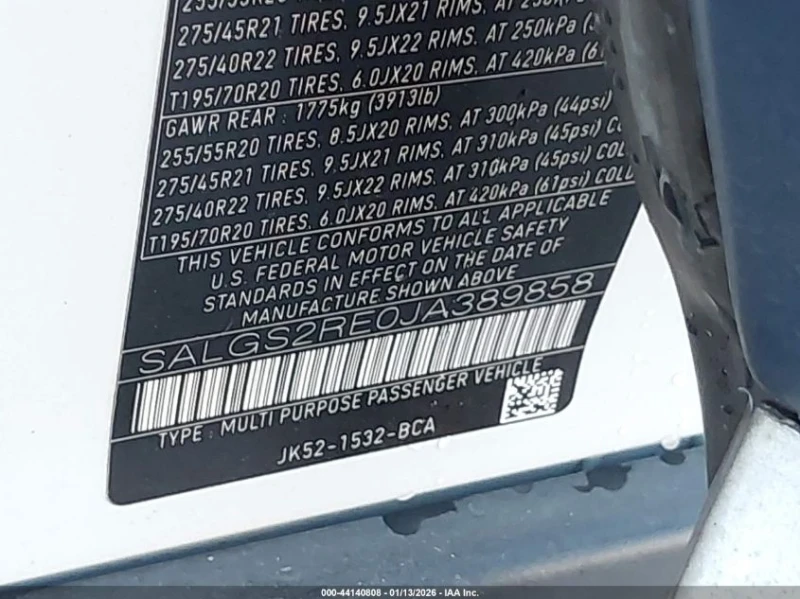 275/45R21 TIRES, 9.5JX21 RIMS, AT
275/40R22 TIRES, 9.5JX22 RIMS, AT 250kPa
T195/70R20 TIRES, 6.0JX20 RIMS, AT 420kPa (61
GAWR REAR : 1775kg (3913lb)
255/55R20 TIRES, 8.5JX20 RIMS, AT 300kPa (44psi)
275/45R21 TIRES, 9.5JX21 RIMS, AT 310kPa (45psi) C
275/40R22 TIRES, 9.5JX22 RIMS, AT 310kPa (45psi) COL
T195/70R20 TIRES, 6.0JX20 RIMS, AT 420kPa (61psi) COLD
THIS VEHICLE CONFORMS TO ALL APPLICABLE
U.S. FEDERAL MOTOR VEHICLE SAFETY
STANDARDS IN EFFECT ON THE DATE OF
MANUFACTURE SHOWN ABOVE
SALGS2RE0JA389858
TYPE : MULTI PURPOSE PASSENGER VEHICLE
JK52-1532-BCA
000-44140808 - 01/13/2026 - IAA Inc.